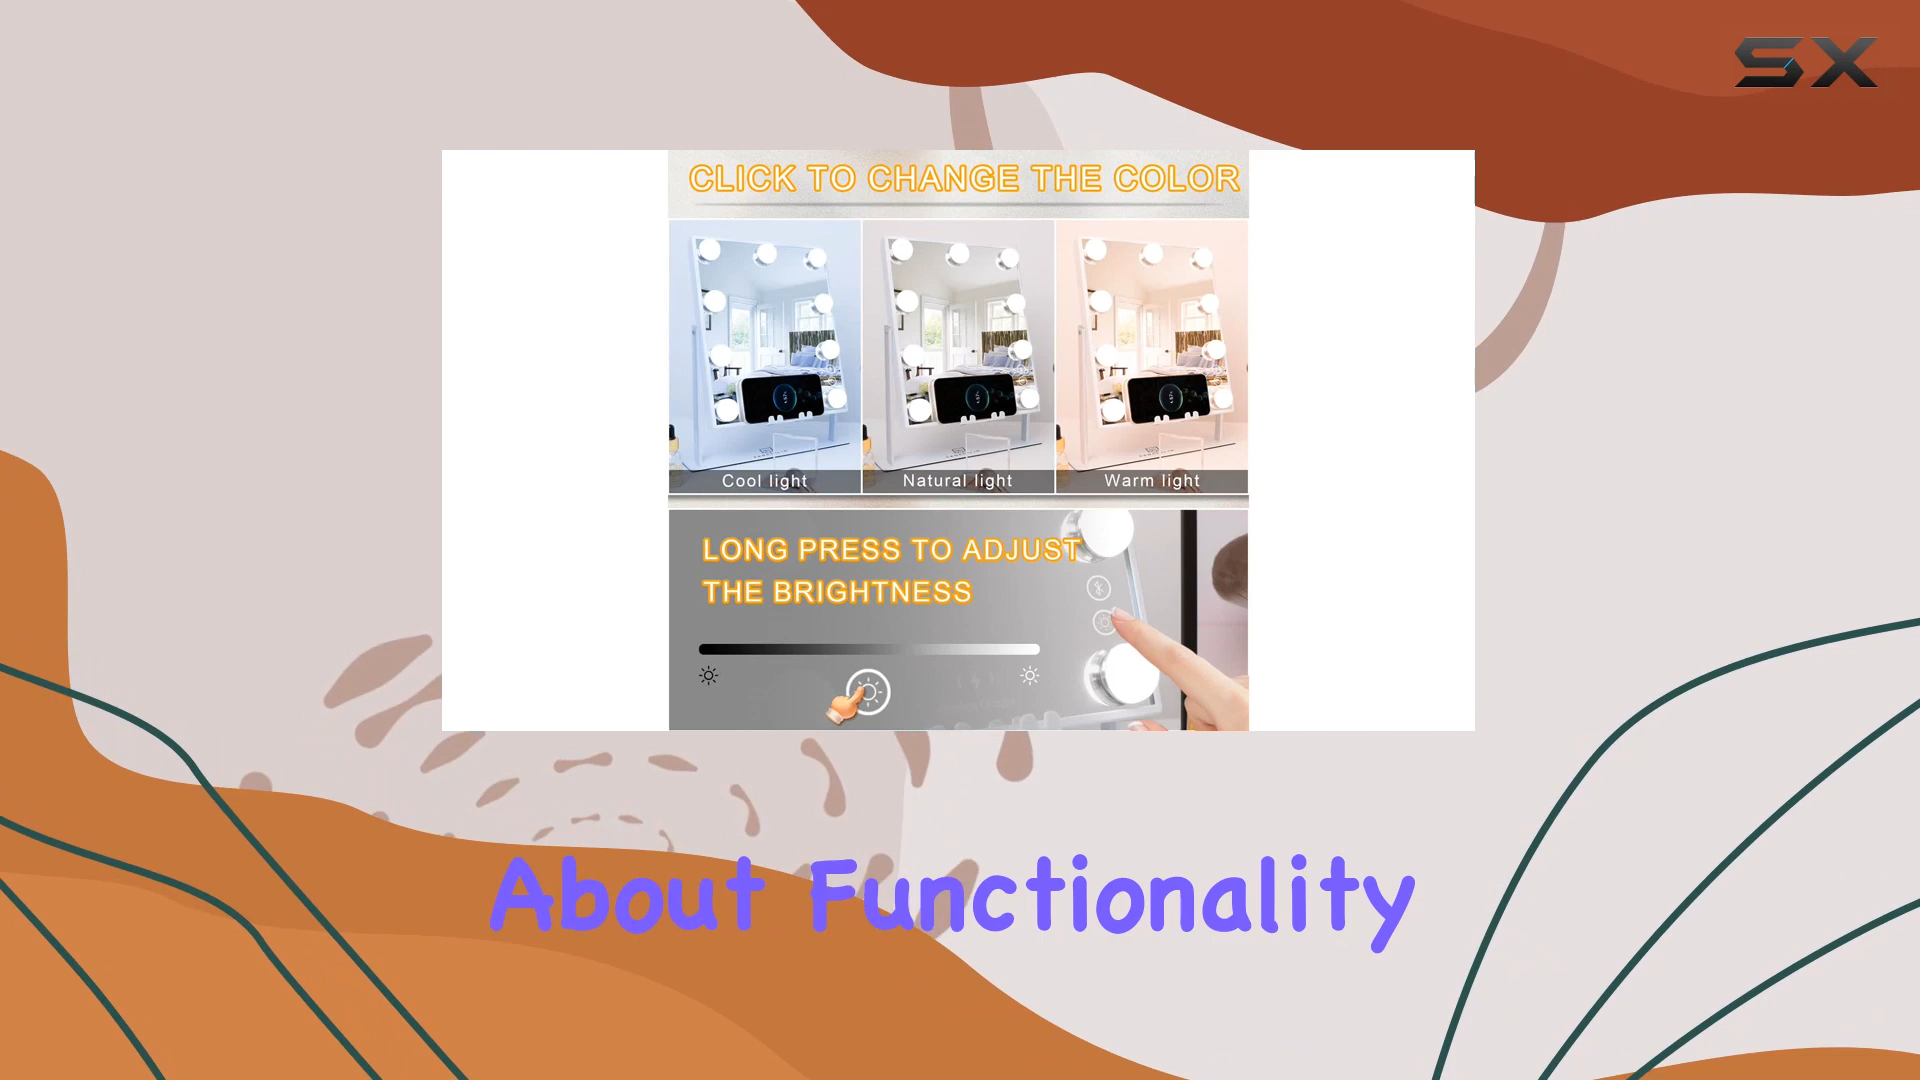 SX
CLICK TO CHANGE THE COLOR
Cool light
Natural light
Warm light
LONG PRESS TO ADJUST
THE BRIGHTNESS
About Functionality